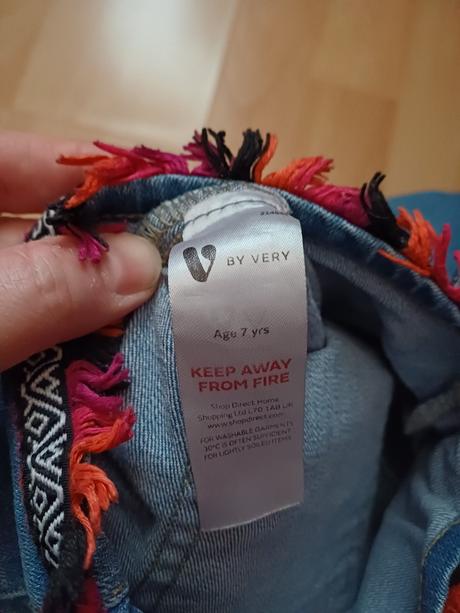 V BY VERY
Age 7 yrs
KEEP AWAY
FROM FIRE
Shop Direct Home
Shopping Ltd L70 1AB UK
www.shopdirect.com
FOR WASHABLE GARMENTS
30°C IS OFTEN SUFFICIENT
FOR LIGHTLY SOILED ITEMS